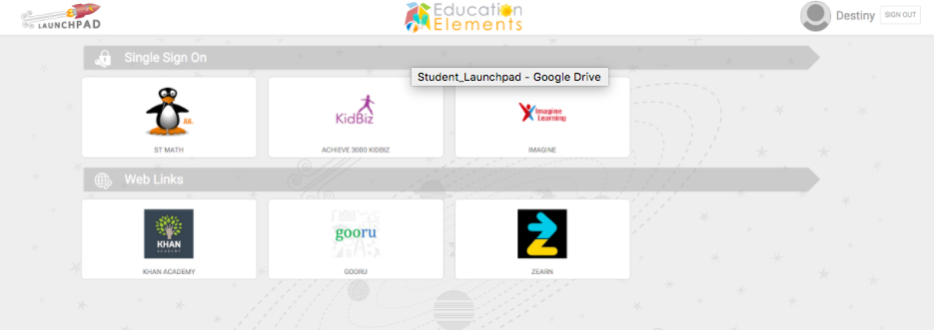 LAUNCHPAD
Education
Elements
Destiny
SIGN OUT
Single Sign On
Student_Launchpad - Google Drive
JiJi
KidBiz
Imagine
Learning
ST MATH
ACHIEVE 3000 KIDBIZ
IMAGINE
Web Links
KHAN
ACADEMY
gooru
KHAN ACADEMY
GOORU
ZEARN